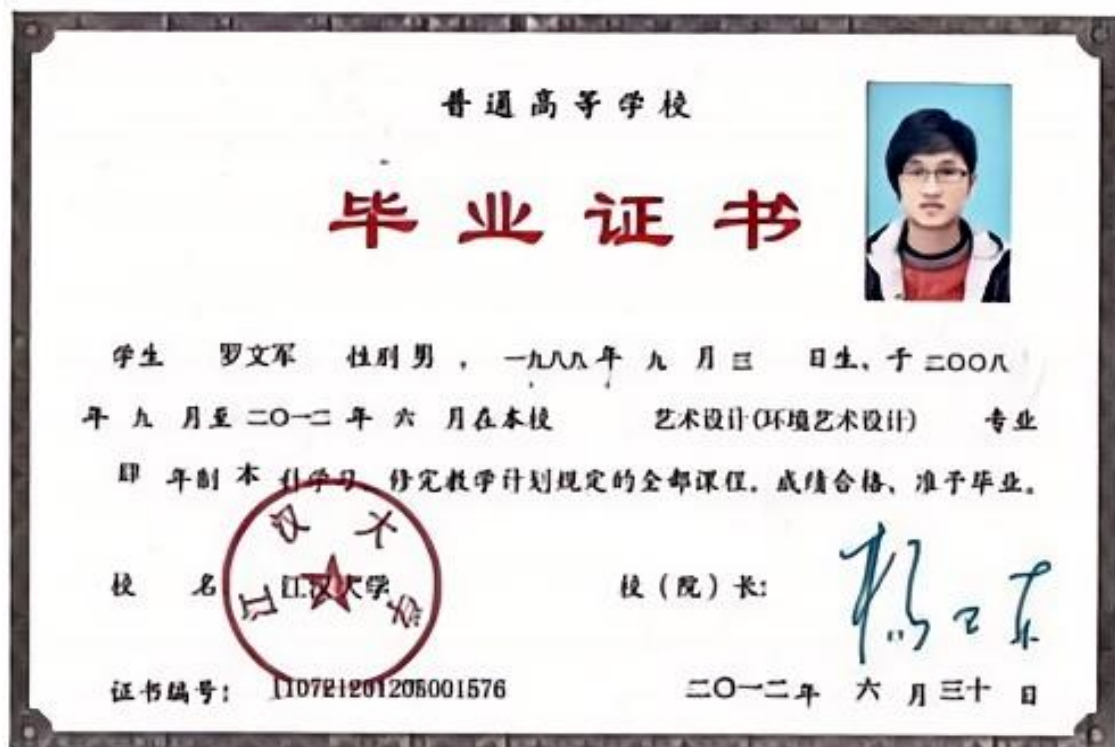 普通高等学校
毕业证书
学生 罗文军 性别 男 , 一九八八年 九 月 三 日生、于 二〇〇八
年 九 月至 二〇一二 年 六 月在本校 艺术设计(环境艺术设计) 专业
四 年制 本 科学习、修完教学计划规定的全部课程。成绩合格、准予毕业。
江汉大学
校 名 江汉大学 校(院)长:
证书编号: 110721201205001576 二〇一二年 六 月 三十 日